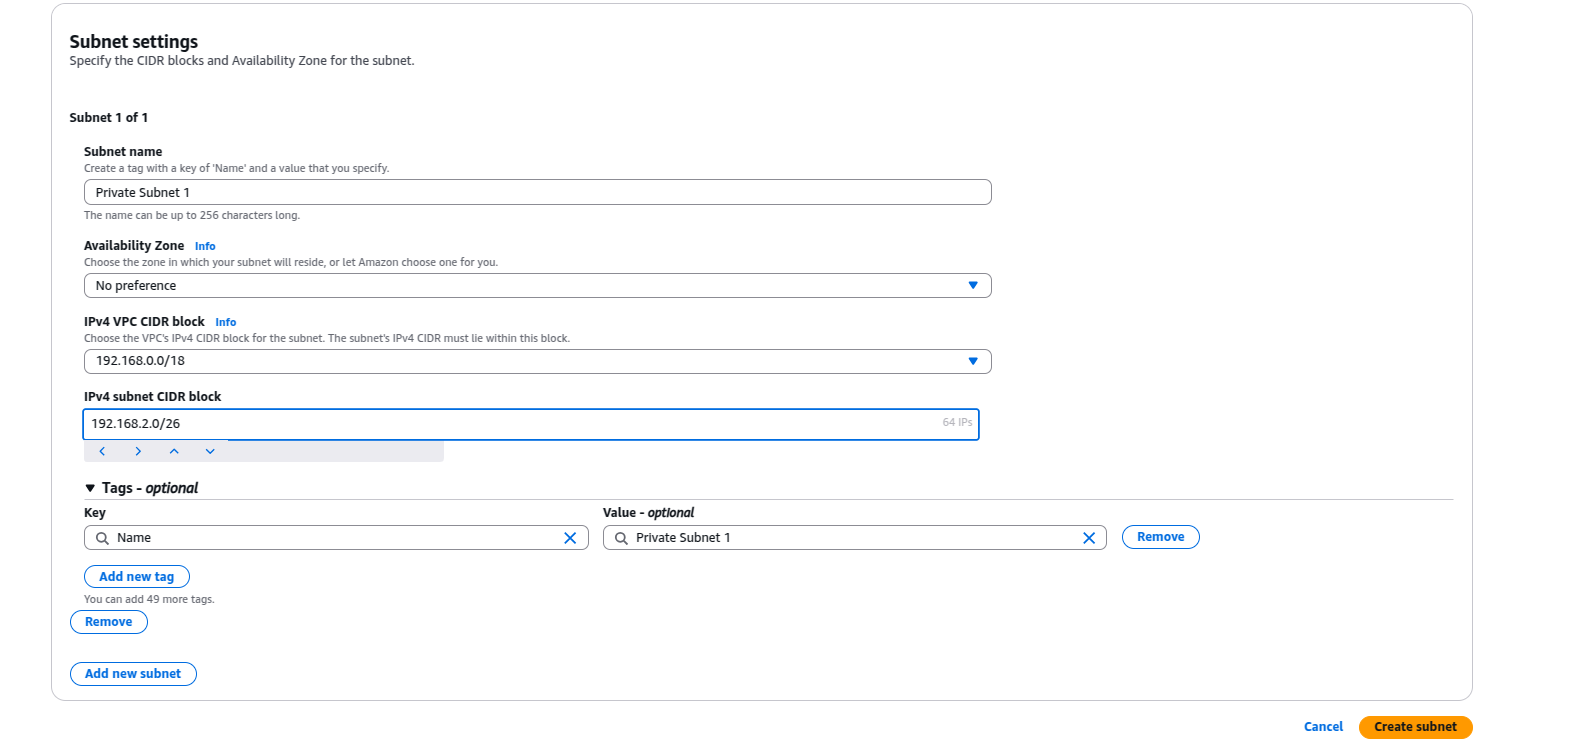 Subnet settings
Specify the CIDR blocks and Availability Zone for the subnet.
Subnet 1 of 1
Subnet name
Create a tag with a key of 'Name' and a value that you specify.
Private Subnet 1
The name can be up to 256 characters long.
Availability Zone Info
Choose the zone in which your subnet will reside, or let Amazon choose one for you.
No preference
IPv4 VPC CIDR block Info
Choose the VPC's IPv4 CIDR block for the subnet. The subnet's IPv4 CIDR must lie within this block.
192.168.0.0/18
IPv4 subnet CIDR block
192.168.2.0/26 64 IPs
Tags - optional
Key Value - optional
Name Private Subnet 1 Remove
Add new tag
You can add 49 more tags.
Remove
Add new subnet
Cancel Create subnet